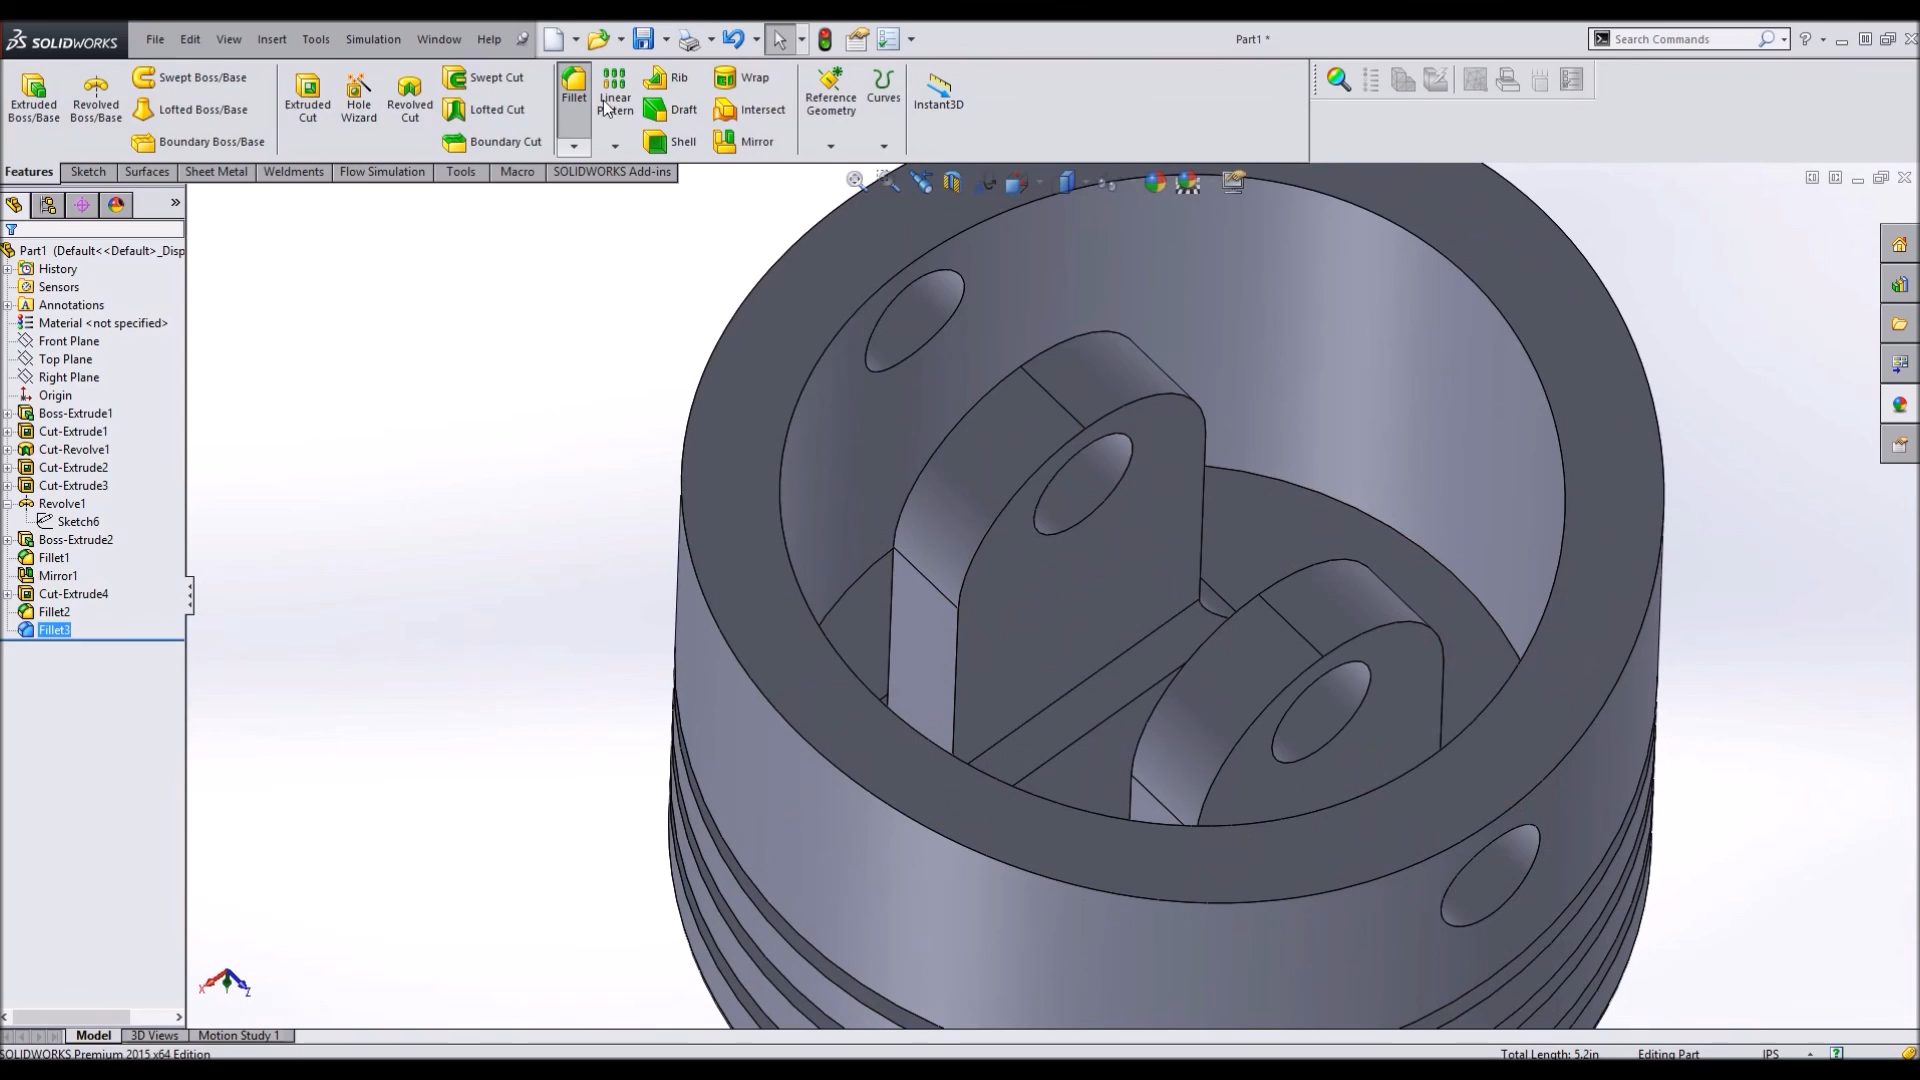 SOLIDWORKS File Edit View Insert Tools Simulation Window Help Part1 * Search Commands
Extruded Boss/Base
Revolved Boss/Base
Swept Boss/Base
Lofted Boss/Base
Boundary Boss/Base
Extruded Cut
Hole Wizard
Revolved Cut
Swept Cut
Lofted Cut
Boundary Cut
Fillet
Linear Pattern
Rib
Draft
Shell
Wrap
Intersect
Mirror
Reference Geometry
Curves
Instant3D
Features Sketch Surfaces Sheet Metal Weldments Flow Simulation Tools Macro SOLIDWORKS Add-ins
Part1 (Default<<Default>_Disp
History
Sensors
Annotations
Material <not specified>
Front Plane
Top Plane
Right Plane
Origin
Boss-Extrude1
Cut-Extrude1
Cut-Revolve1
Cut-Extrude2
Cut-Extrude3
Revolve1
Sketch6
Boss-Extrude2
Fillet1
Mirror1
Cut-Extrude4
Fillet2
Fillet3
X Z
Model 3D Views Motion Study 1
SOLIDWORKS Premium 2015 x64 Edition Total Length: 5.2in Editing Part IPS